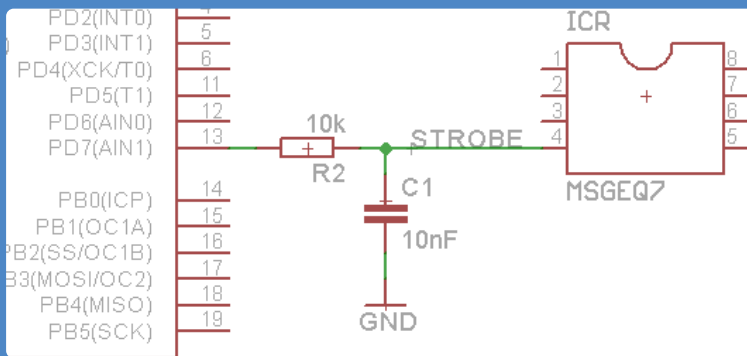 PD2(INT0) 4
PD3(INT1) 5
PD4(XCK/T0) 6
PD5(T1) 11
PD6(AIN0) 12
PD7(AIN1) 13
PB0(ICP) 14
PB1(OC1A) 15
PB2(SS/OC1B) 16
PB3(MOSI/OC2) 17
PB4(MISO) 18
PB5(SCK) 19
10k
R2
STROBE
C1
10nF
GND
ICR
1 8
2 7
3 6
4 5
MSGEQ7